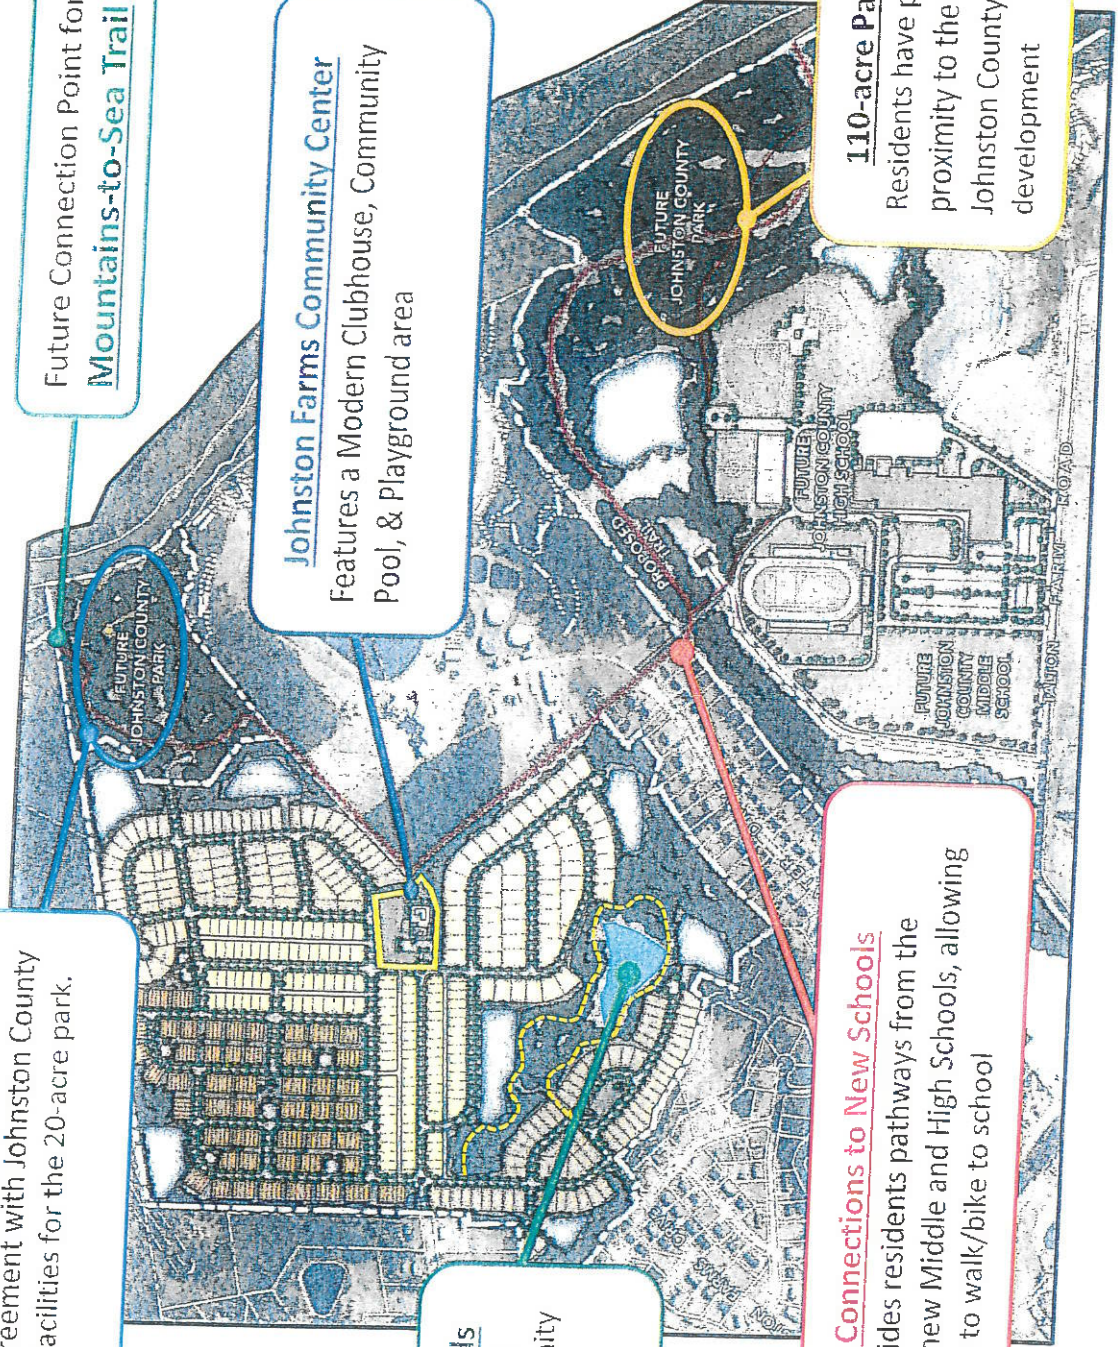 Future Connection Point for
Mountains-to-Sea Trail
reement with Johnston County
acilities for the 20-acre park.
Johnston Farms Community Center
Features a Modern Clubhouse, Community
Pool, & Playground area
FUTURE
JOHNSTON COUNTY
PARK
FUTURE
JOHNSTON COUNTY
PARK
PROPOSED
TRAIL
FUTURE
JOHNSTON COUNTY
HIGH SCHOOL
FUTURE
JOHNSTON
COUNTY
MIDDLE
SCHOOL
FARM ROAD
110-acre Pa
Residents have p
proximity to the
Johnston County
development
ds
nity
Connections to New Schools
ides residents pathways from the
new Middle and High Schools, allowing
to walk/bike to school